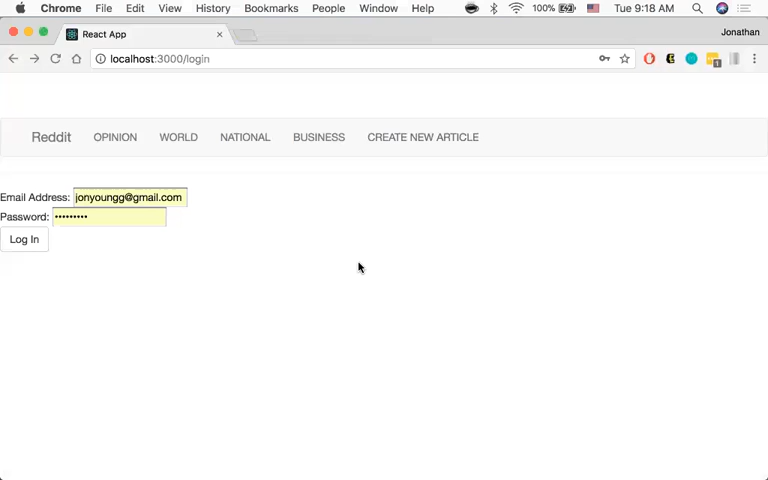 Chrome File Edit View History Bookmarks People Window Help 100% Tue 9:18 AM
React App Jonathan
localhost:3000/login 1
Reddit OPINION WORLD NATIONAL BUSINESS CREATE NEW ARTICLE
Email Address: jonyoungg@gmail.com
Password: •••••••••
Log In